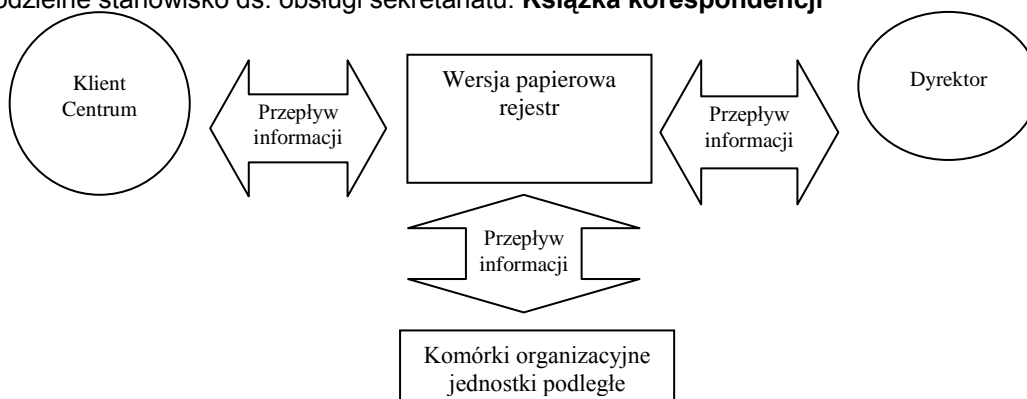 odzielne stanowisko ds. obsługi sekretariatu. Książka korespondencji
Klient
Centrum
Przepływ
informacji
Wersja papierowa
rejestr
Przepływ
informacji
Dyrektor
Przepływ
informacji
Komórki organizacyjne
jednostki podległe